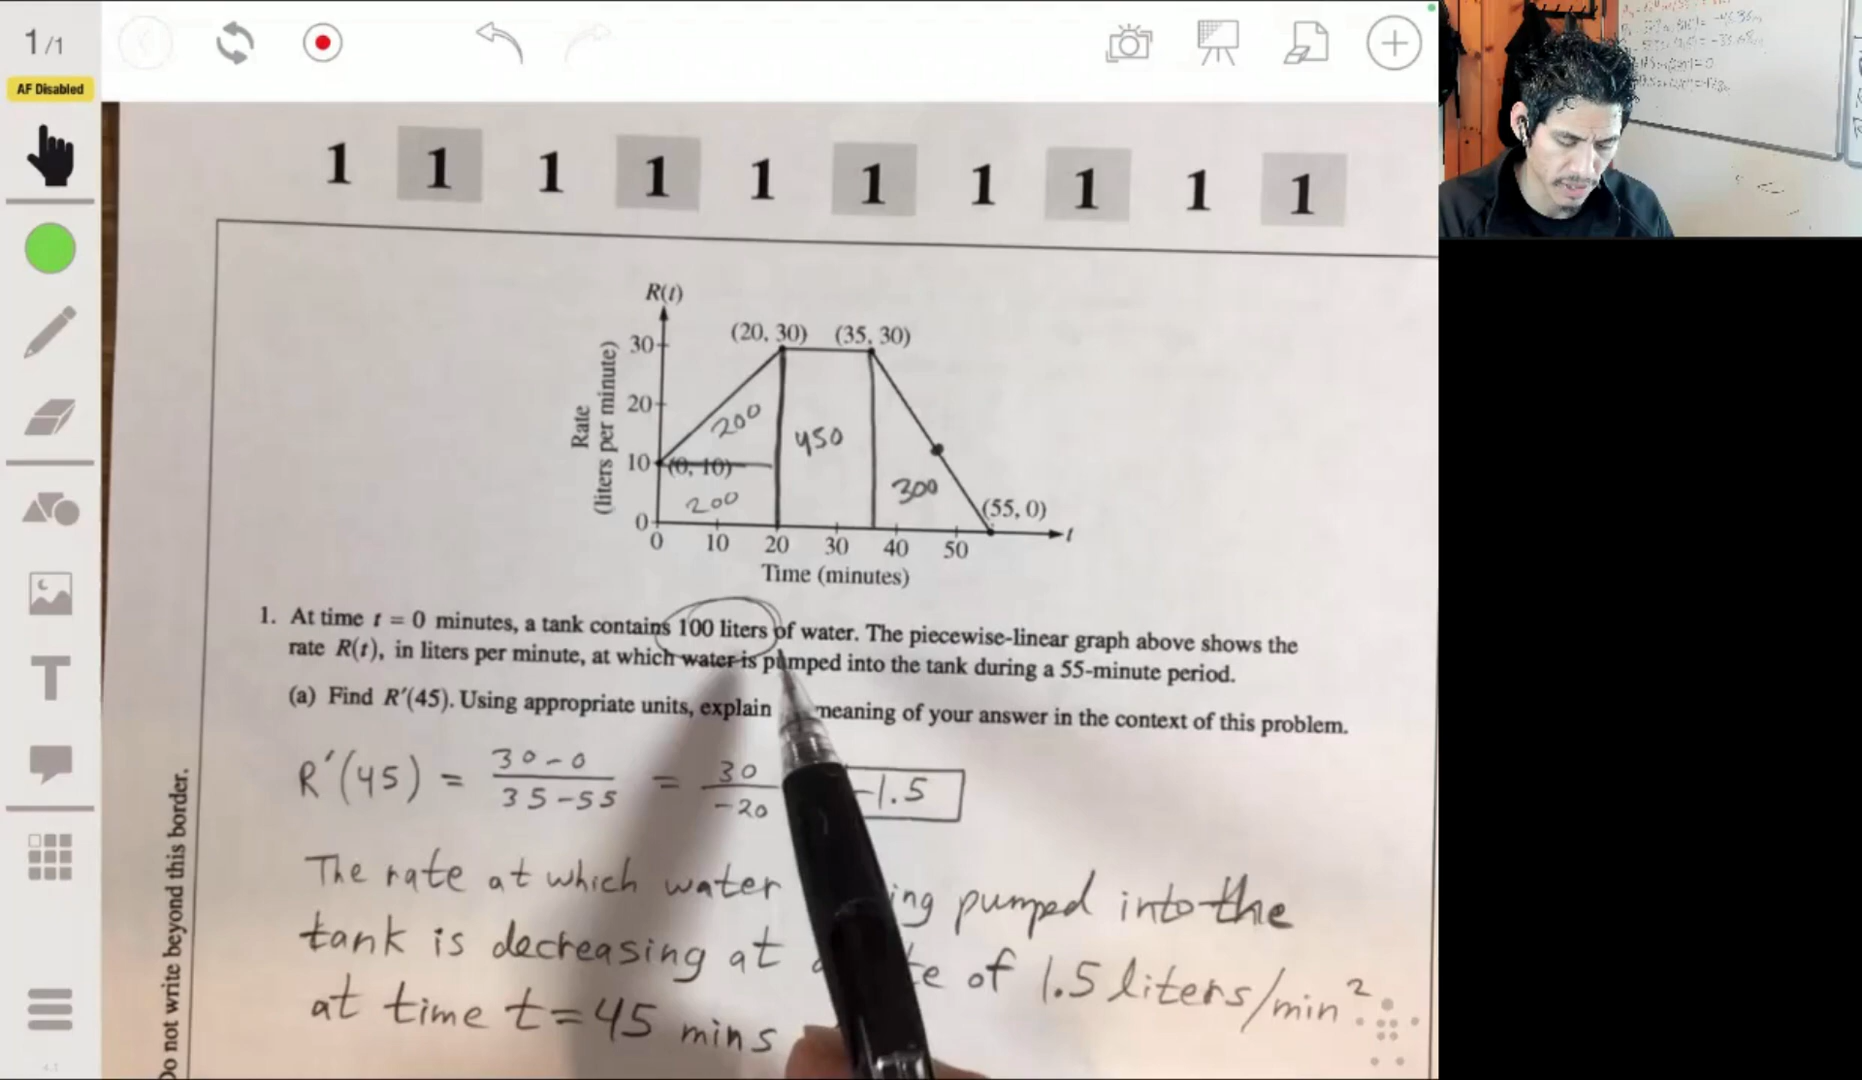 1/1
AF Disabled
1 1 1 1 1 1 1 1 1 1
R(t)
(20, 30) (35, 30)
30
20
10
0
Rate
(liters per minute)
200
450
(0, 10)
200
300
(55, 0)
t
0 10 20 30 40 50
Time (minutes)
1. At time t = 0 minutes, a tank contains 100 liters of water. The piecewise-linear graph above shows the
rate R(t), in liters per minute, at which water is pumped into the tank during a 55-minute period.
(a) Find R′(45). Using appropriate units, explain meaning of your answer in the context of this problem.
R′(45) = 30-0 / 35-55 = 30 / -20 -1.5
The rate at which water ing pumped into the
tank is decreasing at of 1.5 liters/min²
at time t=45 mins
Do not write beyond this border.
T